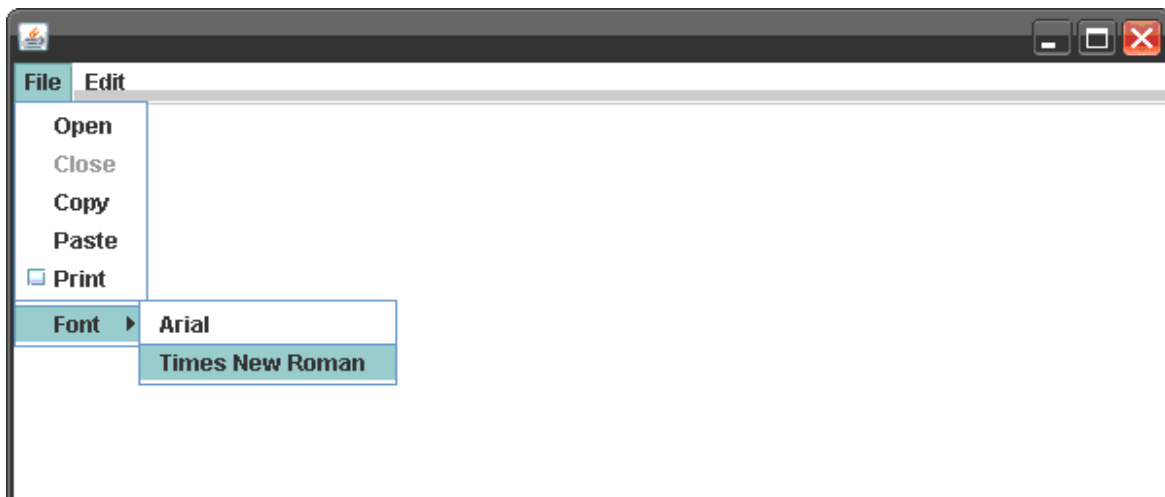 File Edit
Open
Close
Copy
Paste
Print
Font
Arial
Times New Roman